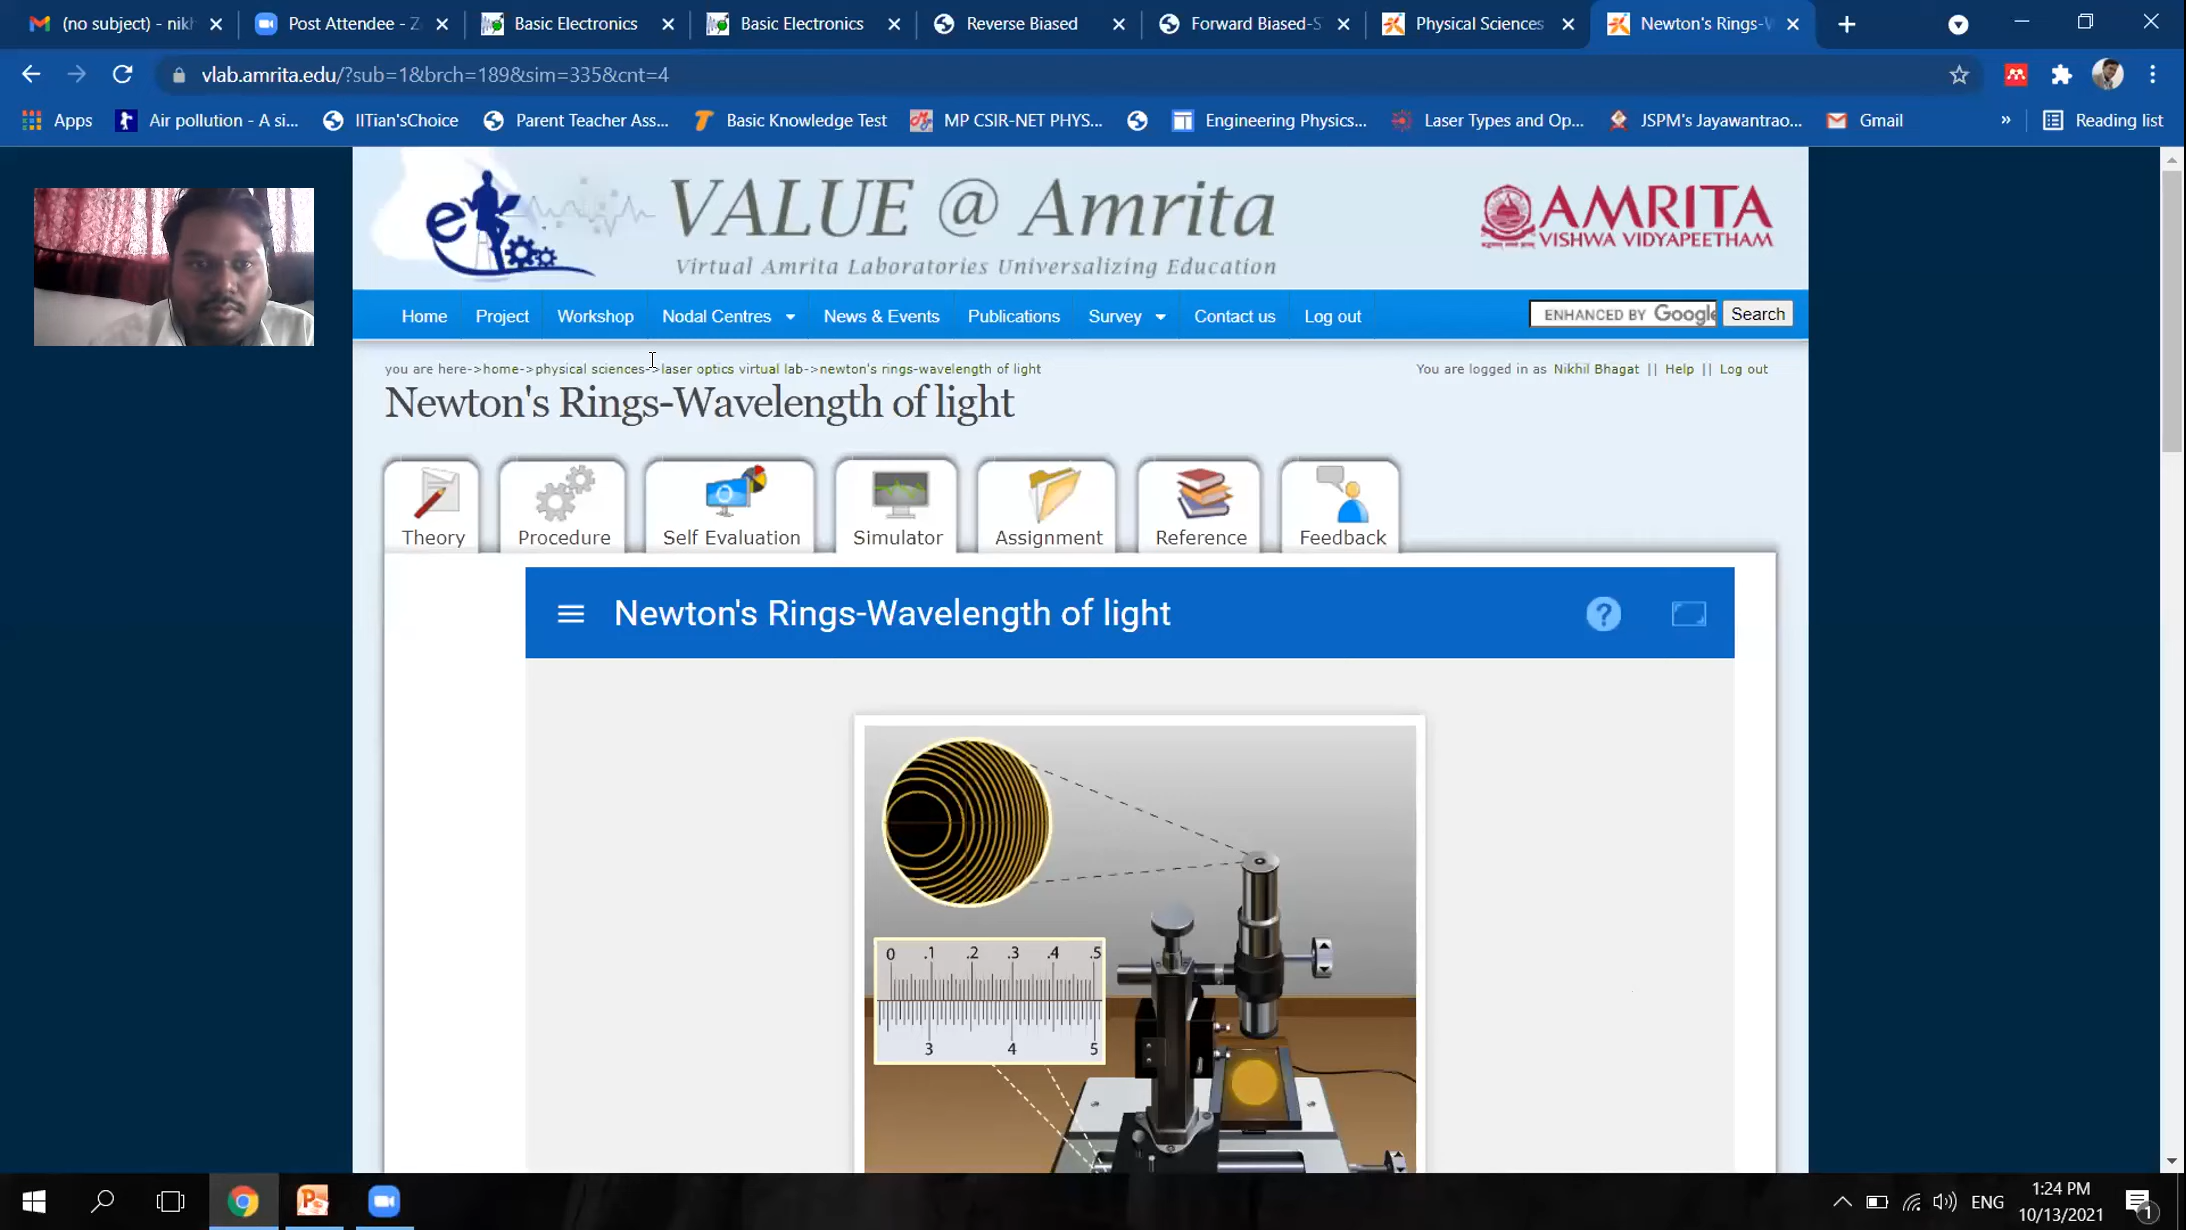 (no subject) - nikh
Post Attendee - Z
Basic Electronics
Basic Electronics
Reverse Biased
Forward Biased-S
Physical Sciences
Newton's Rings-W
vlab.amrita.edu/?sub=1&brch=189&sim=335&cnt=4
Apps
Air pollution - A si...
IITian'sChoice
Parent Teacher Ass...
Basic Knowledge Test
MP CSIR-NET PHYS...
Engineering Physics...
Laser Types and Op...
JSPM's Jayawantrao...
Gmail
»
Reading list
VALUE @ Amrita
Virtual Amrita Laboratories Universalizing Education
AMRITA
VISHWA VIDYAPEETHAM
Home
Project
Workshop
Nodal Centres
News & Events
Publications
Survey
Contact us
Log out
ENHANCED BY Google
Search
you are here->home->physical sciences->laser optics virtual lab->newton's rings-wavelength of light
You are logged in as Nikhil Bhagat || Help || Log out
Newton's Rings-Wavelength of light
Theory
Procedure
Self Evaluation
Simulator
Assignment
Reference
Feedback
Newton's Rings-Wavelength of light
?
0 .1 .2 .3 .4 .5
3 4 5
ENG
1:24 PM
10/13/2021
1